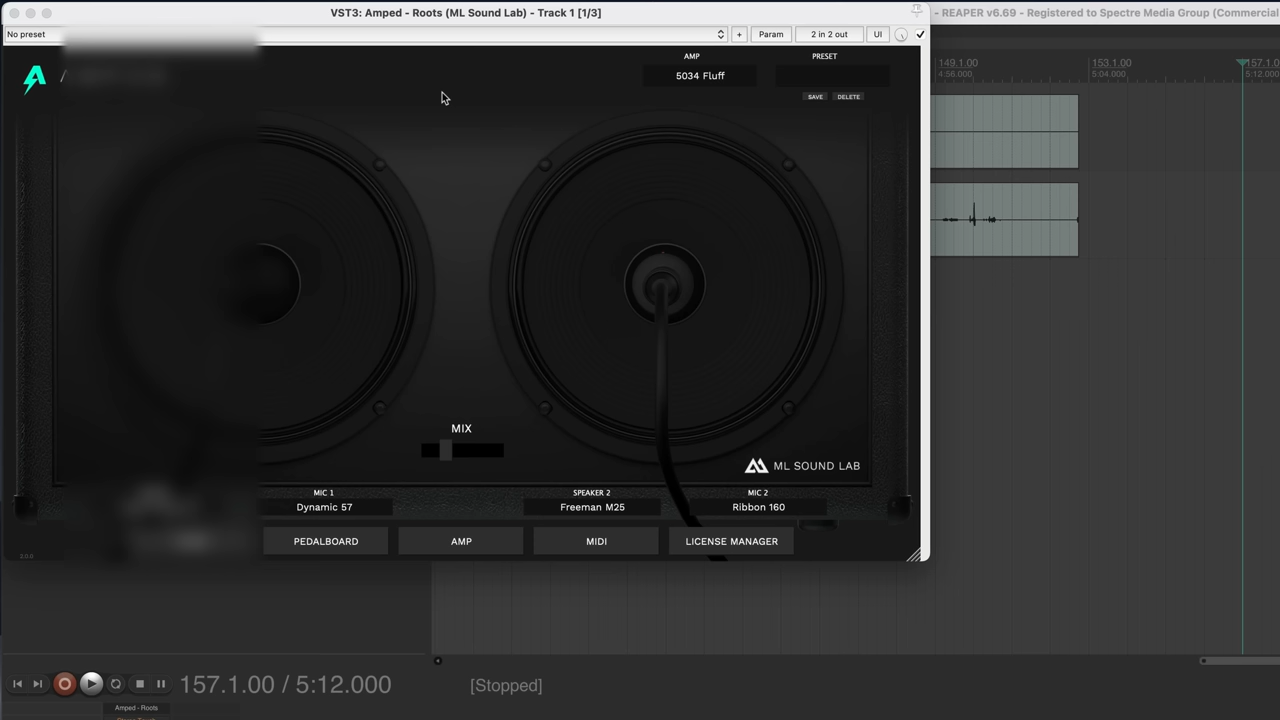 VST3: Amped - Roots (ML Sound Lab) - Track 1 [1/3]
- REAPER v6.69 - Registered to Spectre Media Group (Commercial
No preset
+
Param
2 in 2 out
UI
AMP
PRESET
5034 Fluff
SAVE
DELETE
149.1.00
4:56.000
153.1.00
5:04.000
157.1.0
5:12.000
MIX
ML SOUND LAB
MIC 1
Dynamic 57
SPEAKER 2
Freeman M25
MIC 2
Ribbon 160
PEDALBOARD
AMP
MIDI
LICENSE MANAGER
2.0.0
157.1.00 / 5:12.000
[Stopped]
Amped - Roots